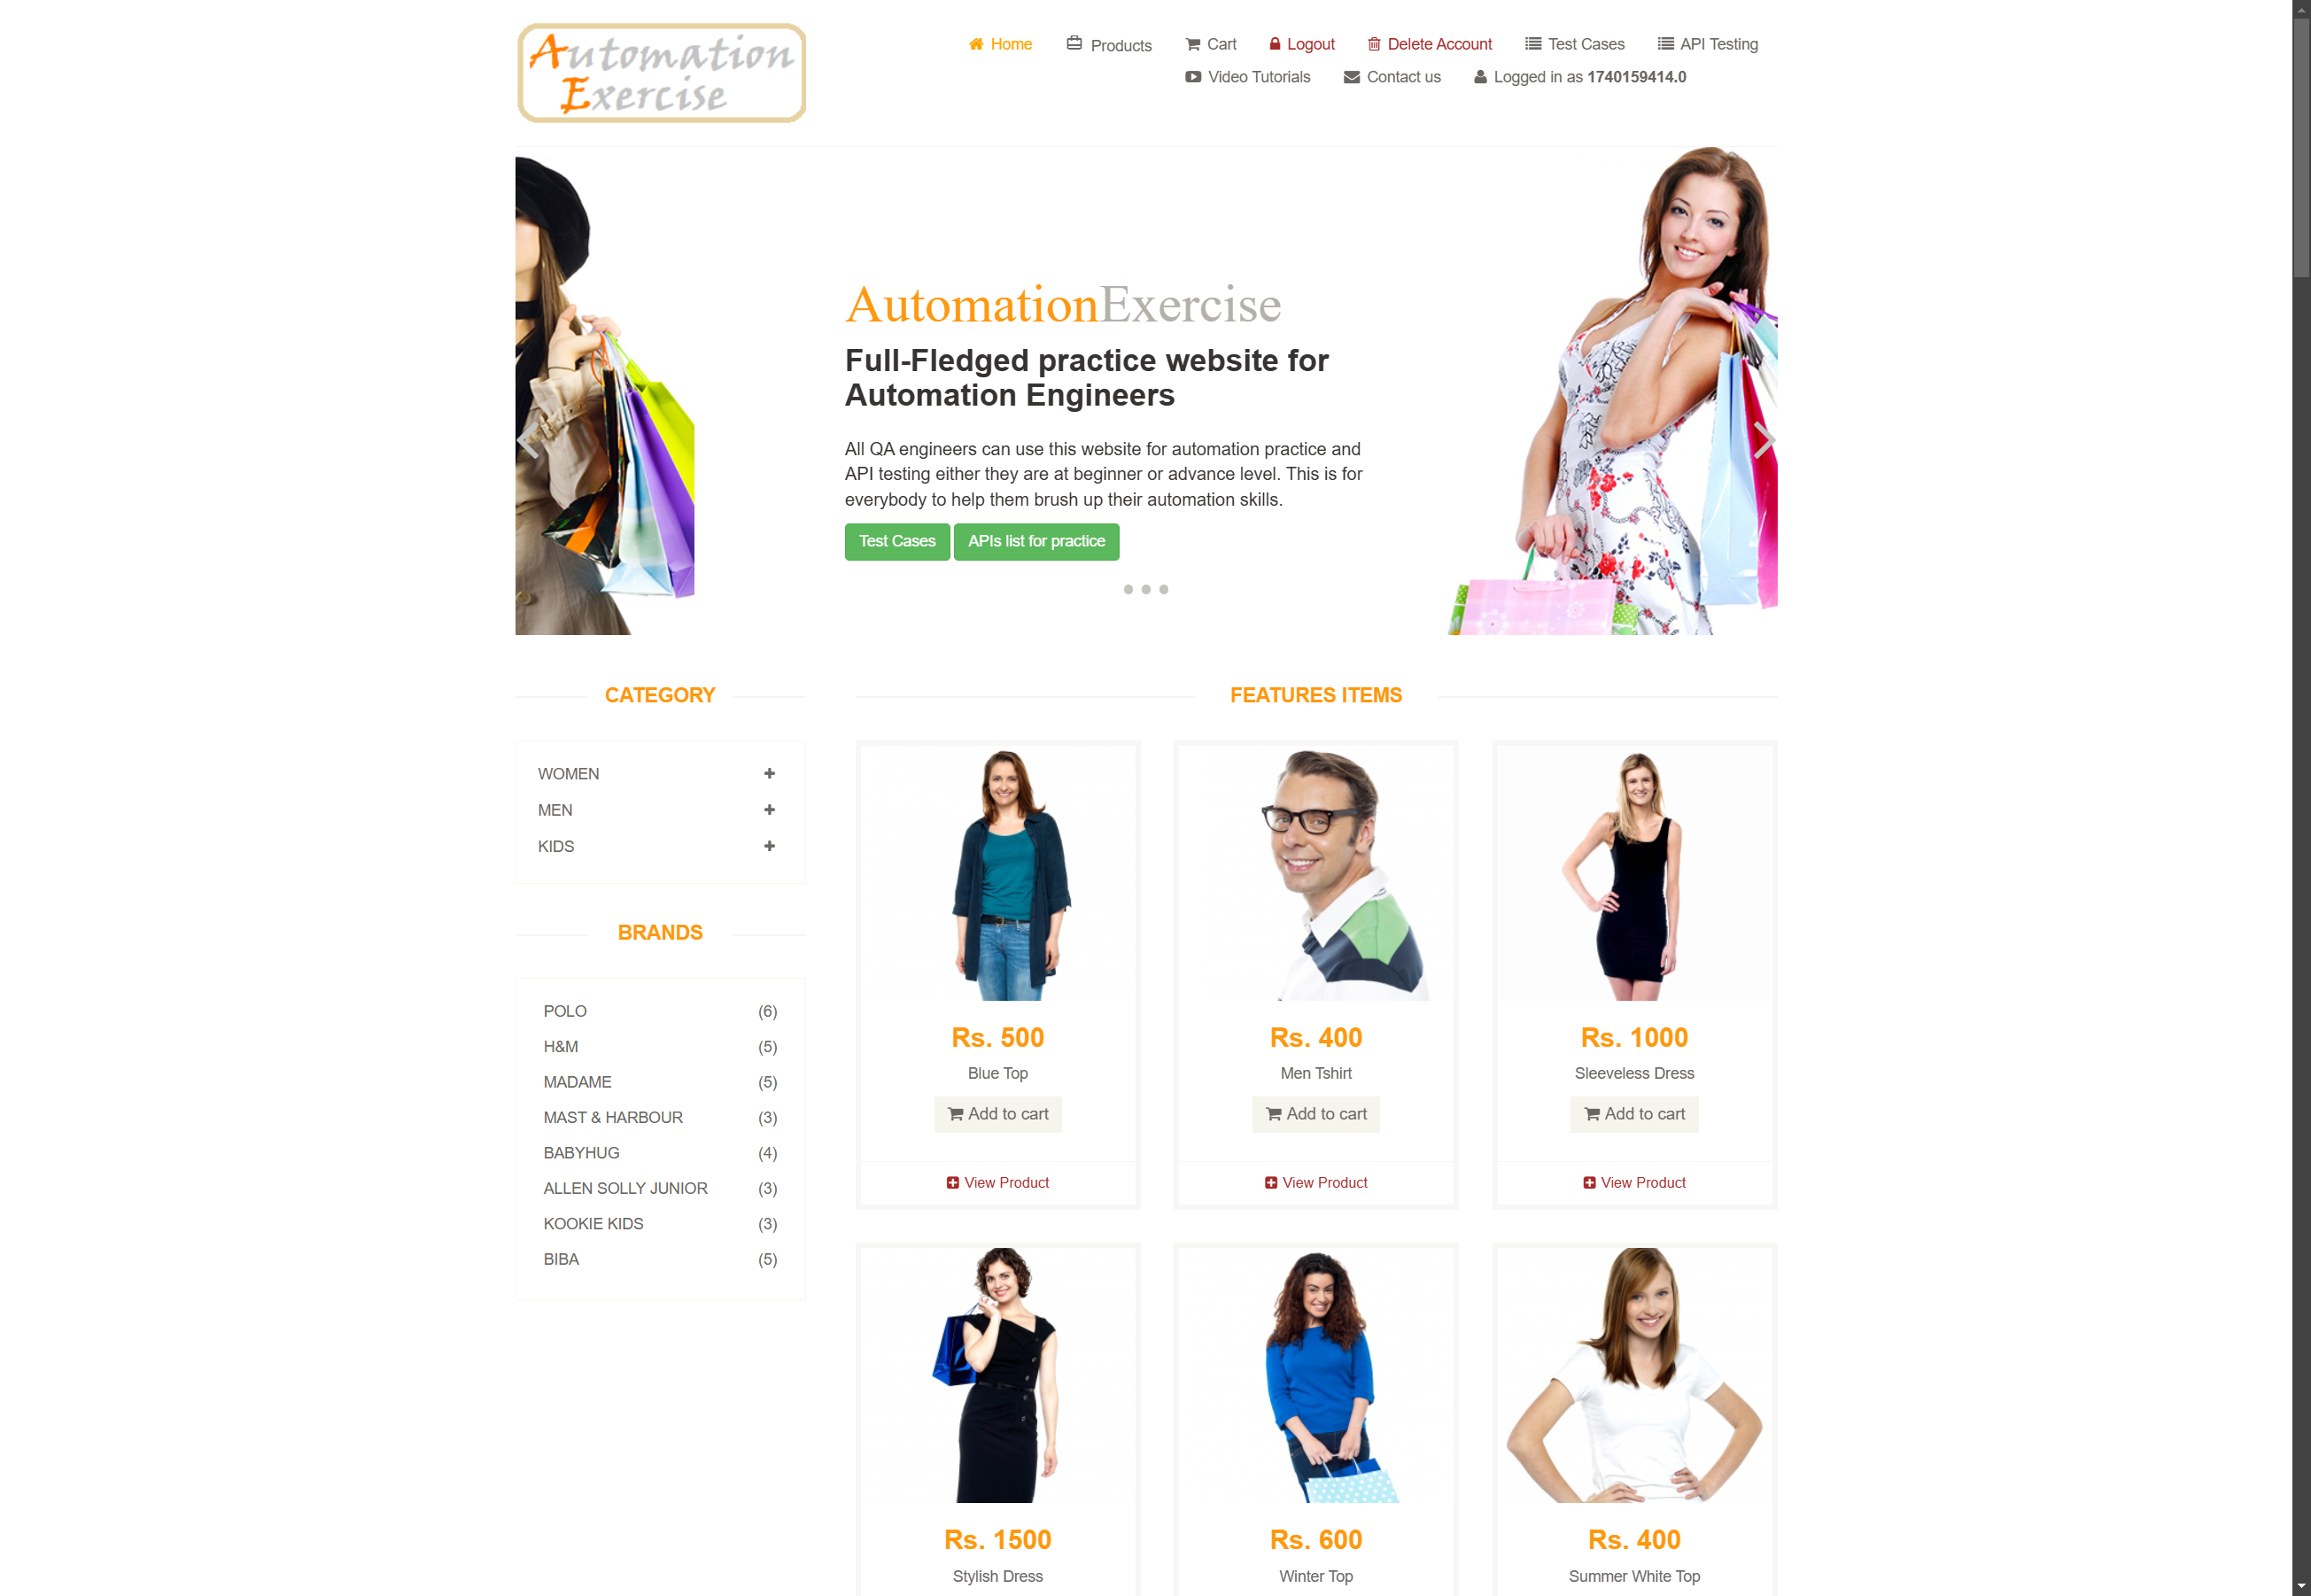 Automation
Exercise
Home
Products
Cart
Logout
Delete Account
Test Cases
API Testing
Video Tutorials
Contact us
Logged in as 1740159414.0
AutomationExercise
Full-Fledged practice website for
Automation Engineers
All QA engineers can use this website for automation practice and
API testing either they are at beginner or advance level. This is for
everybody to help them brush up their automation skills.
Test Cases
APIs list for practice
CATEGORY
WOMEN
MEN
KIDS
BRANDS
POLO (6)
H&M (5)
MADAME (5)
MAST & HARBOUR (3)
BABYHUG (4)
ALLEN SOLLY JUNIOR (3)
KOOKIE KIDS (3)
BIBA (5)
FEATURES ITEMS
Rs. 500
Blue Top
Add to cart
View Product
Rs. 400
Men Tshirt
Add to cart
View Product
Rs. 1000
Sleeveless Dress
Add to cart
View Product
Rs. 1500
Stylish Dress
Rs. 600
Winter Top
Rs. 400
Summer White Top